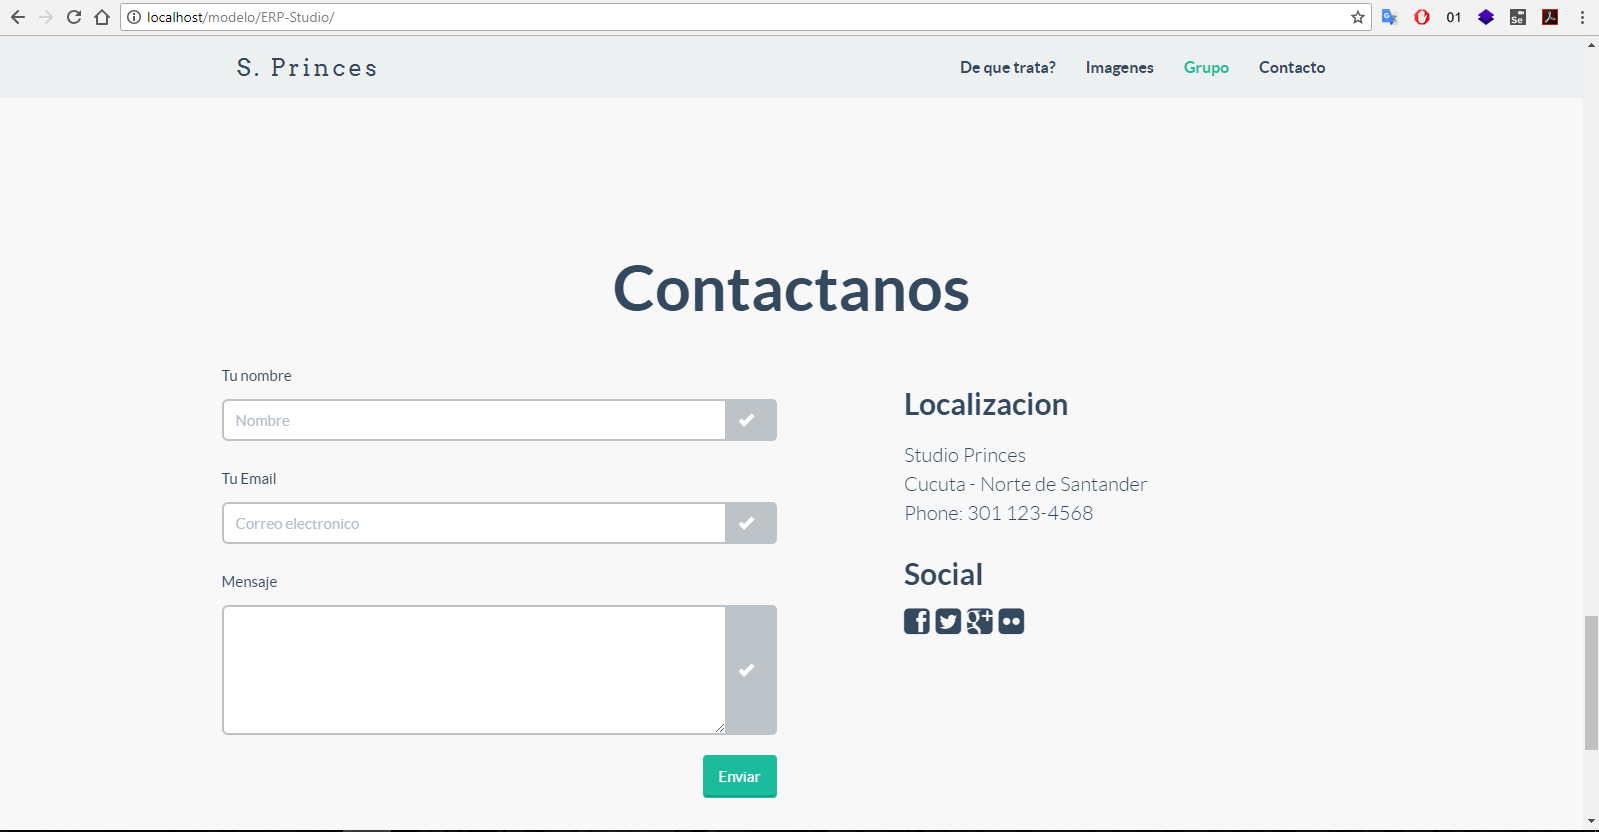 localhost/modelo/ERP-Studio/
01
Se
S. Princes
De que trata?
Imagenes
Grupo
Contacto
Contactanos
Tu nombre
Nombre
Tu Email
Correo electronico
Mensaje
Enviar
Localizacion
Studio Princes
Cucuta - Norte de Santander
Phone: 301 123-4568
Social